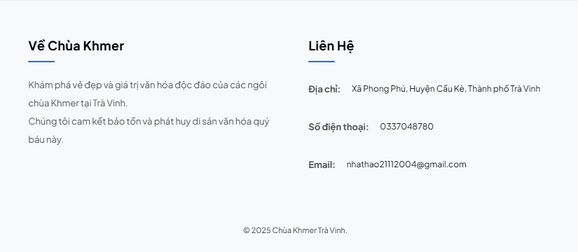 Về Chùa Khmer
Khám phá vẻ đẹp và giá trị văn hóa độc đáo của các ngôi
chùa Khmer tại Trà Vinh.
Chúng tôi cam kết bảo tồn và phát huy di sản văn hóa quý
báu này.
Liên Hệ
Địa chỉ: Xã Phong Phú, Huyện Cầu Kè, Thành phố Trà Vinh
Số điện thoại: 0337048780
Email: nhathao21112004@gmail.com
© 2025 Chùa Khmer Trà Vinh.